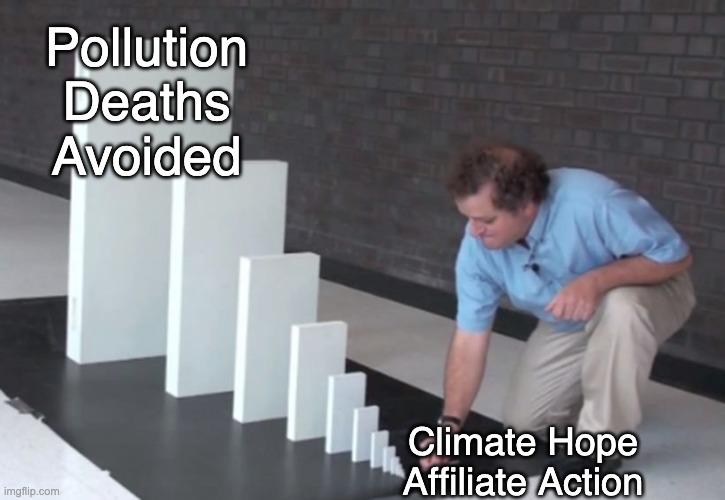 Pollution
Deaths
Avoided
Climate Hope
Affiliate Action
imgflip.com